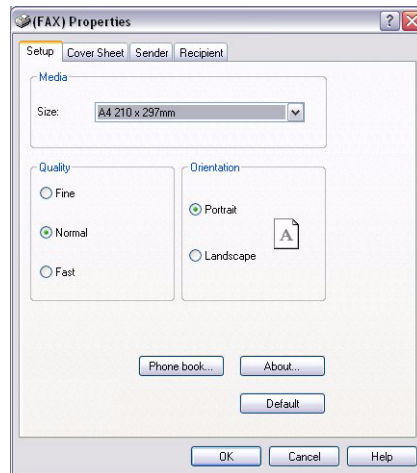 (FAX) Properties
Setup
Cover Sheet
Sender
Recipient
Media
Size:
A4 210 x 297mm
Quality
Fine
Normal
Fast
Orientation
Portrait
A
Landscape
Phone book...
About...
Default
OK
Cancel
Help